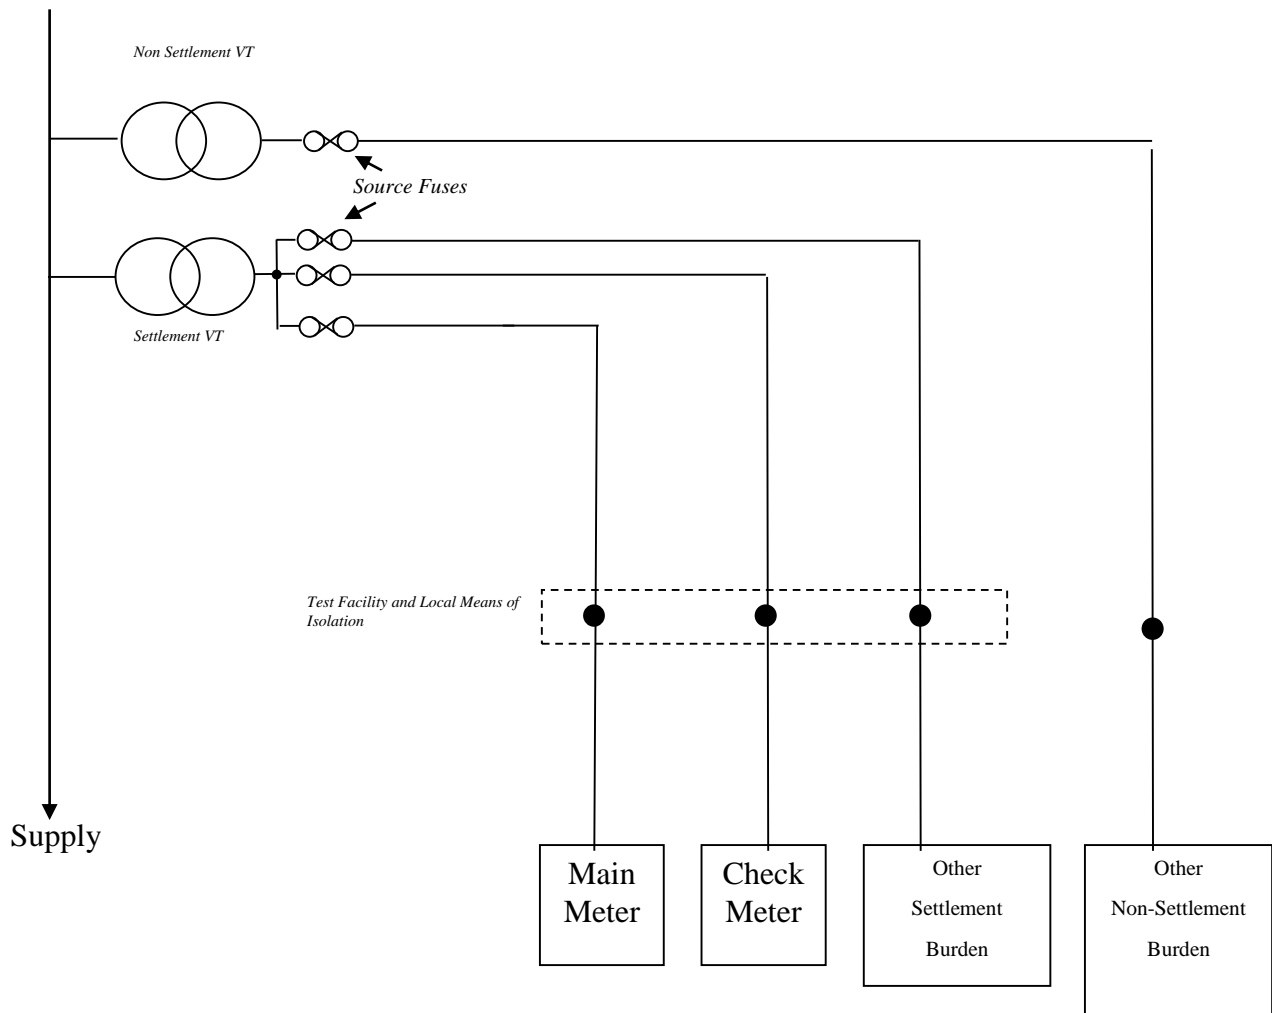 Non Settlement VT
Source Fuses
Settlement VT
Test Facility and Local Means of
Isolation
Supply
Main
Meter
Check
Meter
Other
Settlement
Burden
Other
Non-Settlement
Burden